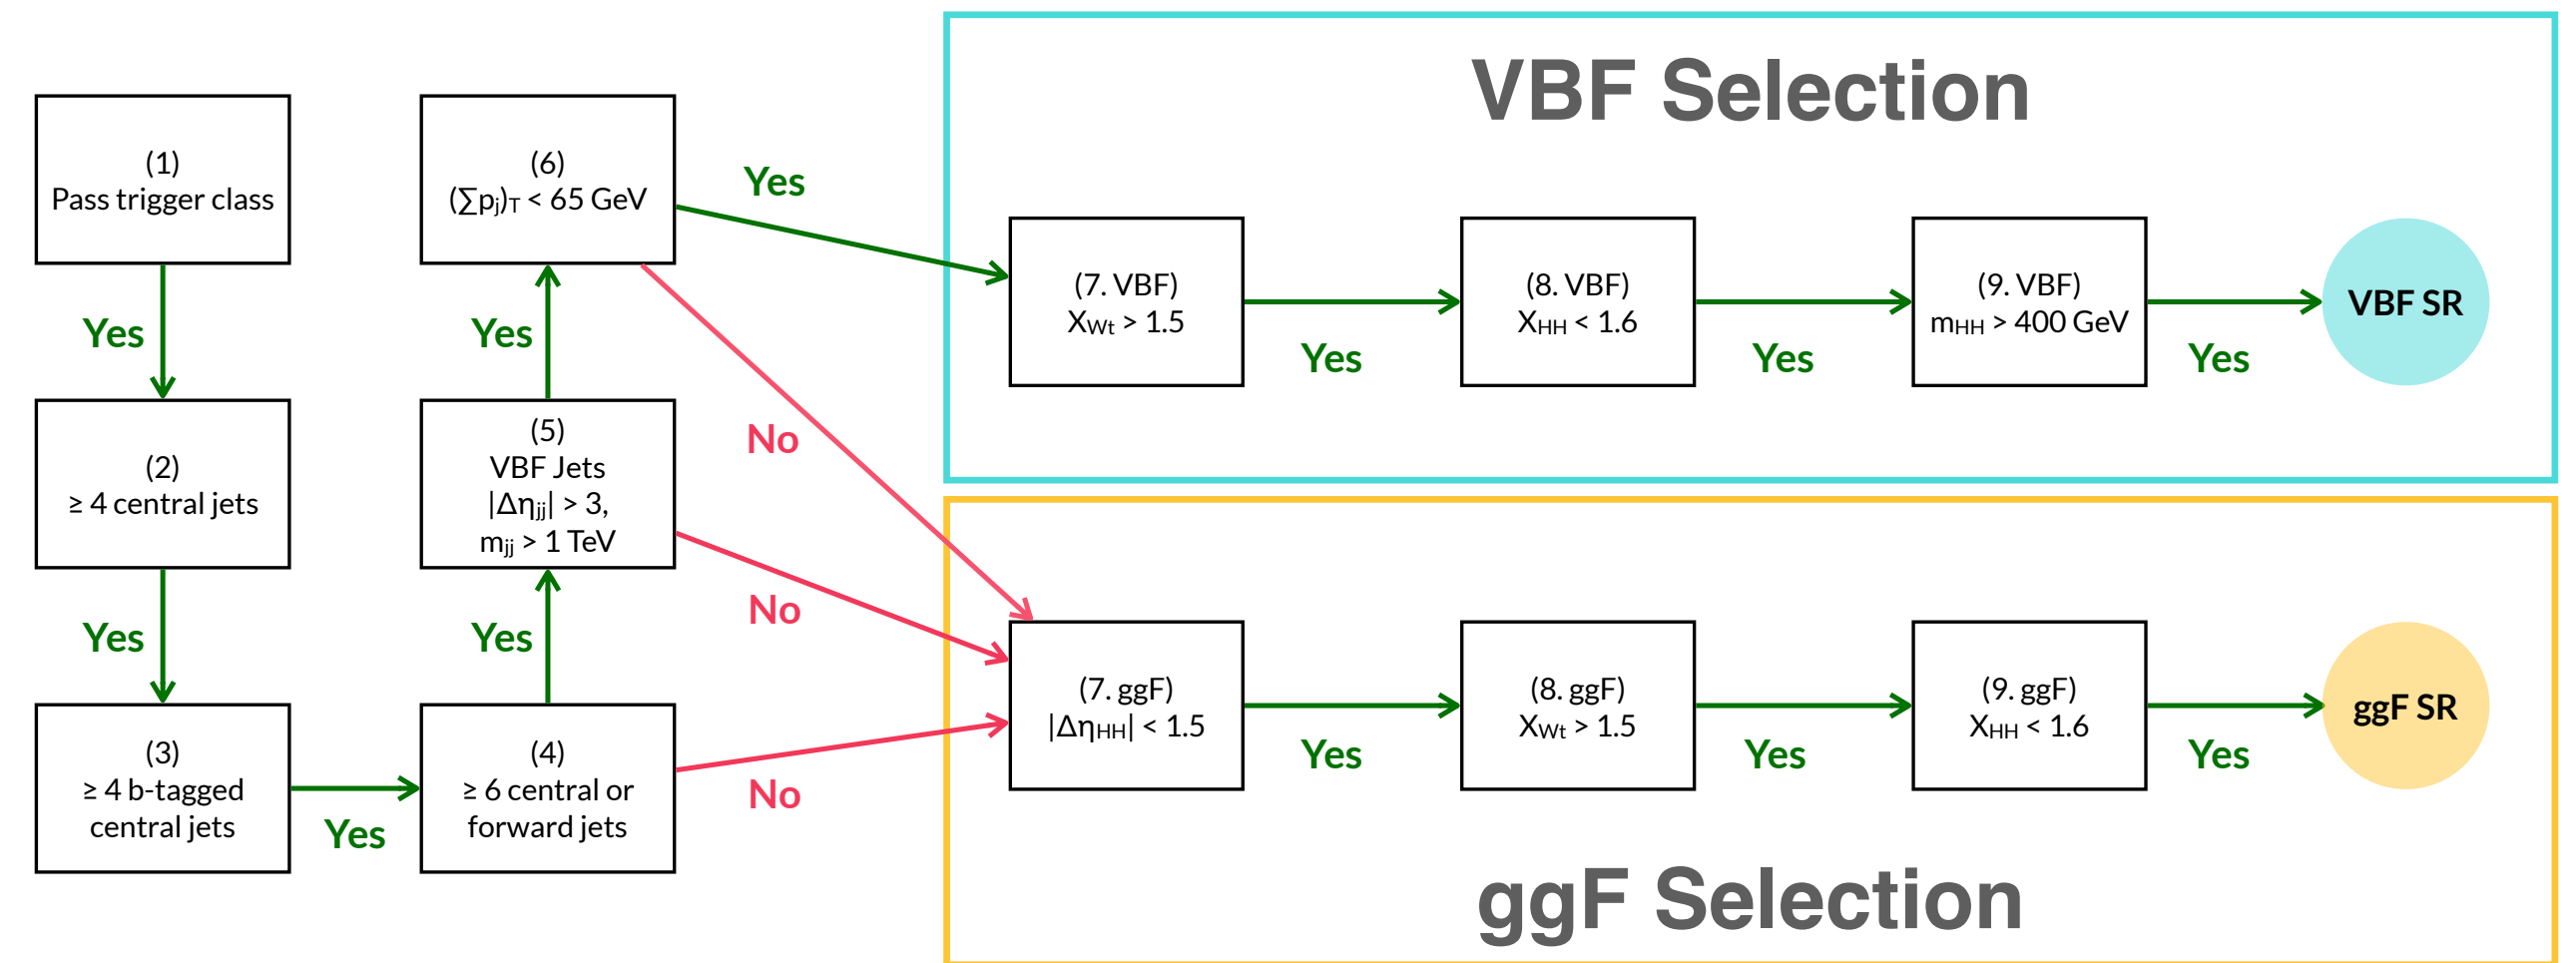 VBF Selection
(1)
Pass trigger class
Yes
(2)
≥ 4 central jets
Yes
(3)
≥ 4 b-tagged
central jets
Yes
(4)
≥ 6 central or
forward jets
Yes
No
(5)
VBF Jets
|Δηjj| > 3,
mjj > 1 TeV
Yes
No
(6)
(∑pj)T < 65 GeV
Yes
No
(7. VBF)
XWt > 1.5
Yes
(8. VBF)
XHH < 1.6
Yes
(9. VBF)
mHH > 400 GeV
Yes
VBF SR
(7. ggF)
|ΔηHH| < 1.5
Yes
(8. ggF)
XWt > 1.5
Yes
(9. ggF)
XHH < 1.6
Yes
ggF SR
ggF Selection